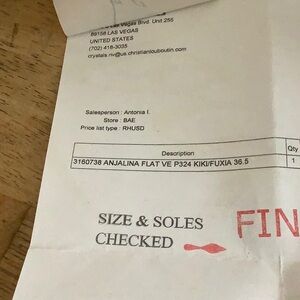 Las Vegas Blvd. Unit 255
89158 LAS VEGAS
UNITED STATES
(702) 418-3035
crystals.nv@us.christianlouboutin.com
Salesperson : Antonia I.
Store : BAE
Price list type : RHUSD
Description Qty
3160738 ANJALINA FLAT VE P324 KIKI/FUXIA 36.5 1
SIZE & SOLES
CHECKED
FIN